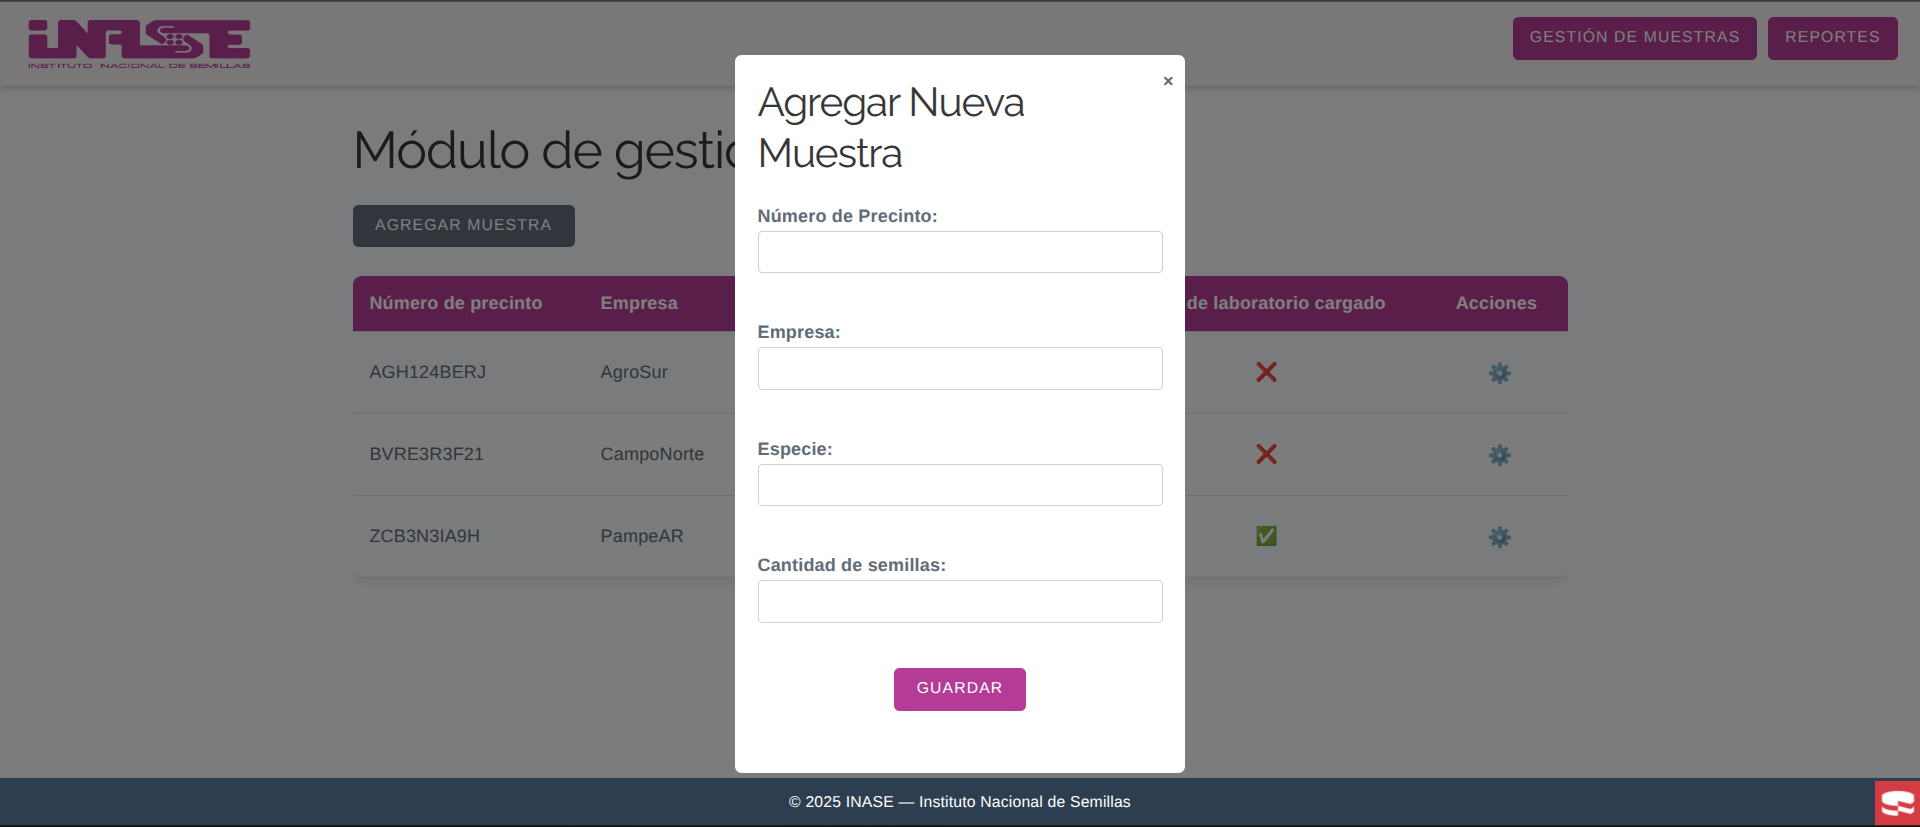 iNASE
INSTITUTO NACIONAL DE SEMILLAS
GESTIÓN DE MUESTRAS
REPORTES
×
Agregar Nueva
Muestra
Módulo de gestió
AGREGAR MUESTRA
Número de Precinto:
Empresa:
Especie:
Cantidad de semillas:
GUARDAR
Número de precinto Empresa de laboratorio cargado Acciones
AGH124BERJ AgroSur
BVRE3R3F21 CampoNorte
ZCB3N3IA9H PampeAR
© 2025 INASE — Instituto Nacional de Semillas